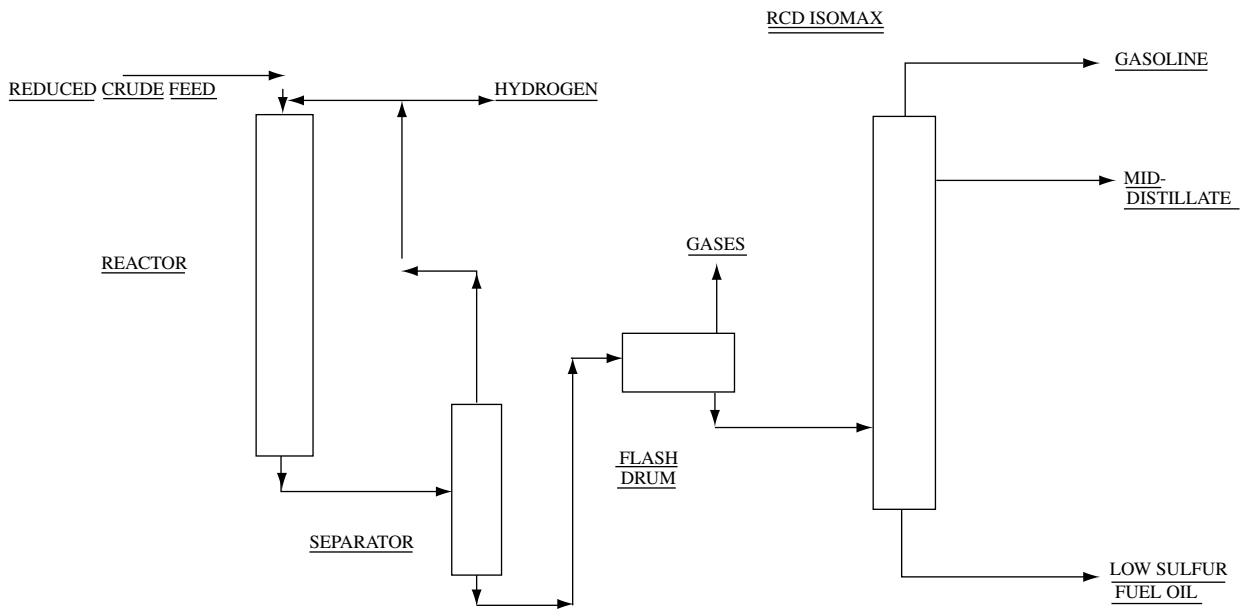 RCD ISOMAX
GASOLINE
REDUCED CRUDE FEED
HYDROGEN
MID-
DISTILLATE
GASES
REACTOR
FLASH
DRUM
SEPARATOR
LOW SULFUR
FUEL OIL